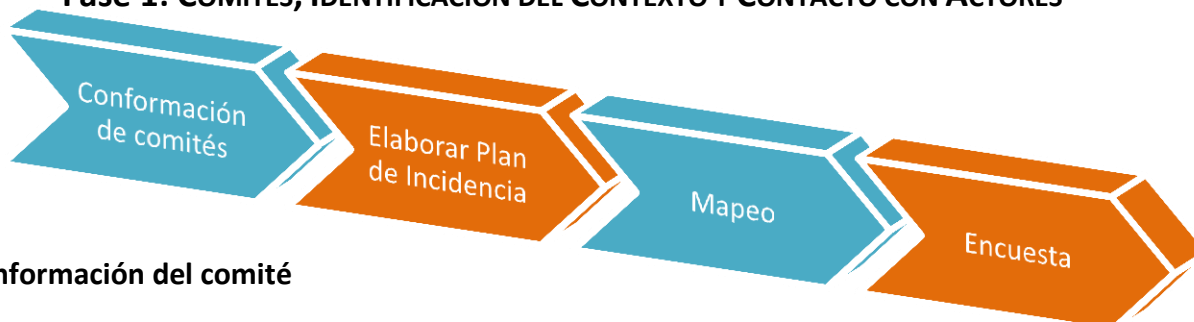 Fase 1: COMITÉS, IDENTIFICACIÓN DEL CONTEXTO Y CONTACTO CON ACTORES
Conformación
de comités
Elaborar Plan
de Incidencia
Mapeo
Encuesta
nformación del comité